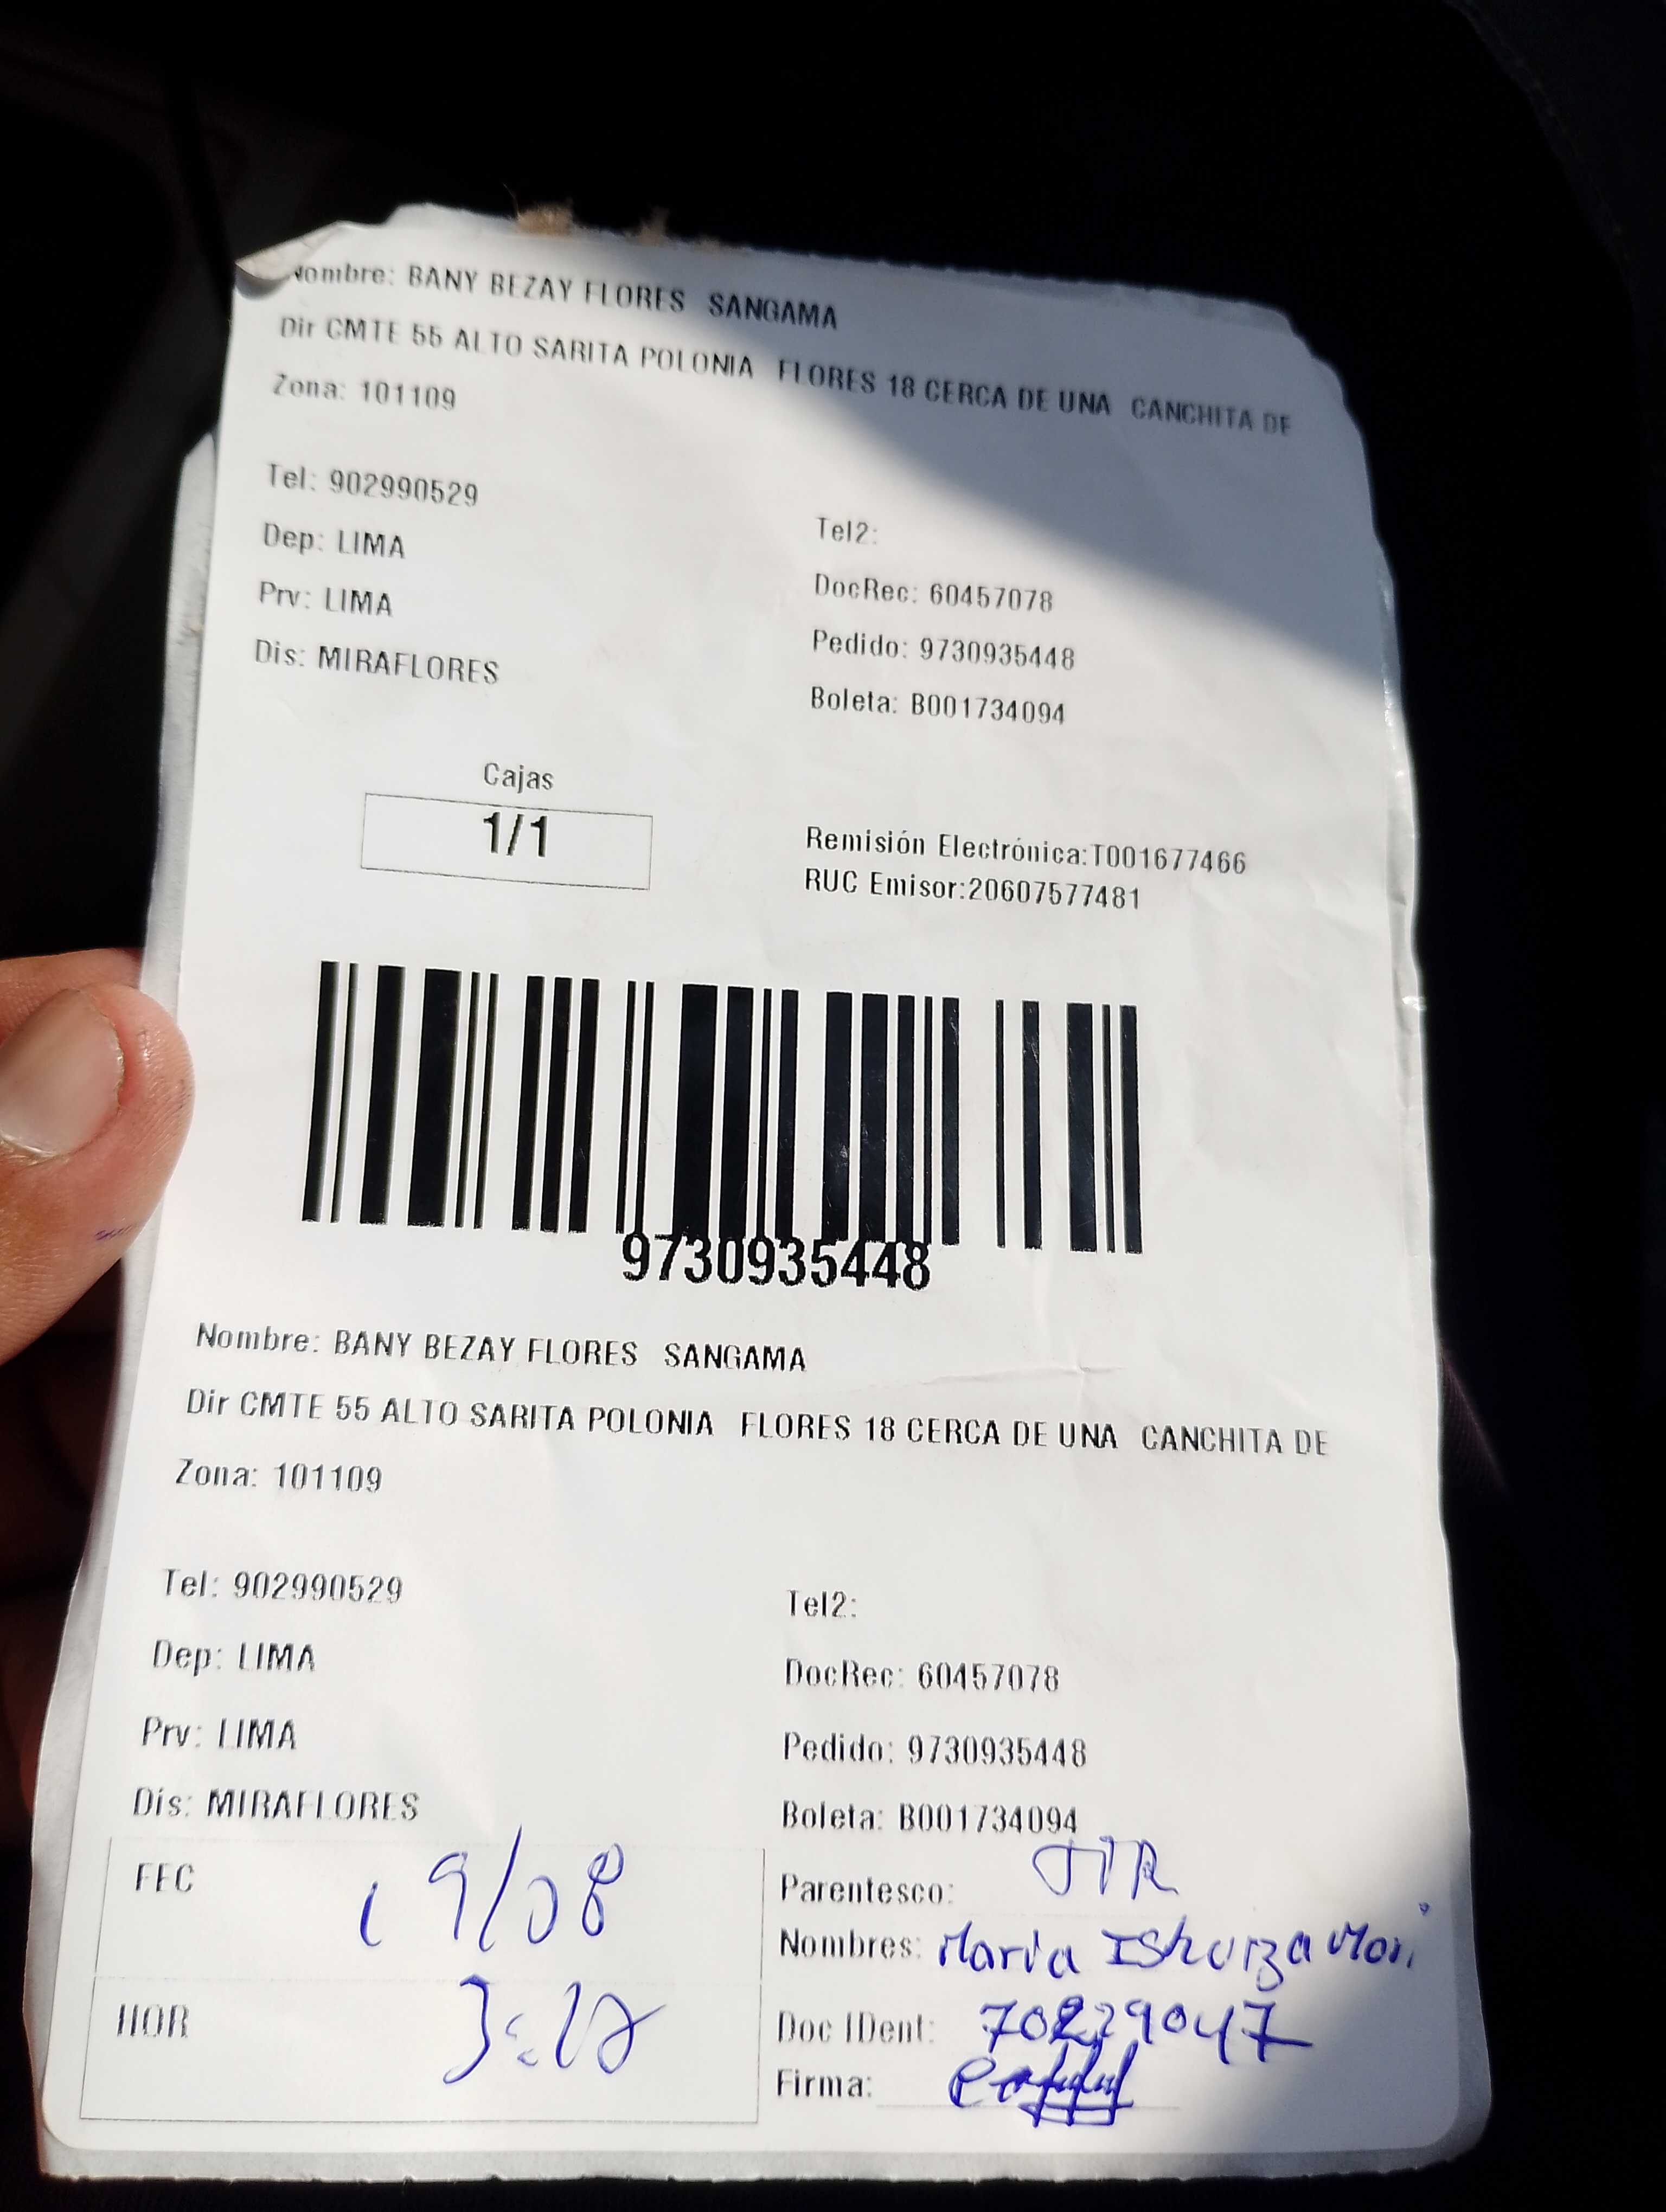 Nombre: BANY BEZAY FLORES SANGAMA
Dir CMTE 55 ALTO SARITA POLONIA FLORES 18 CERCA DE UNA CANCHITA DE
Zona: 101109
Tel: 902990529
Tel2:
Dep: LIMA
DocRec: 60457078
Prv: LIMA
Pedido: 9730935448
Dis: MIRAFLORES
Boleta: B001734094
Cajas
1/1
Remisión Electrónica:T001677466
RUC Emisor:20607577481
9730935448
Nombre: BANY BEZAY FLORES SANGAMA
Dir CMTE 55 ALTO SARITA POLONIA FLORES 18 CERCA DE UNA CANCHITA DE
Zona: 101109
Tel: 902990529
Tel2:
Dep: LIMA
DocRec: 60457078
Prv: LIMA
Pedido: 9730935448
Dis: MIRAFLORES
Boleta: B001734094
FEC 19/08
Parentesco:
Nombres: Maria Mori
HOR
Doc IDent:
Firma: